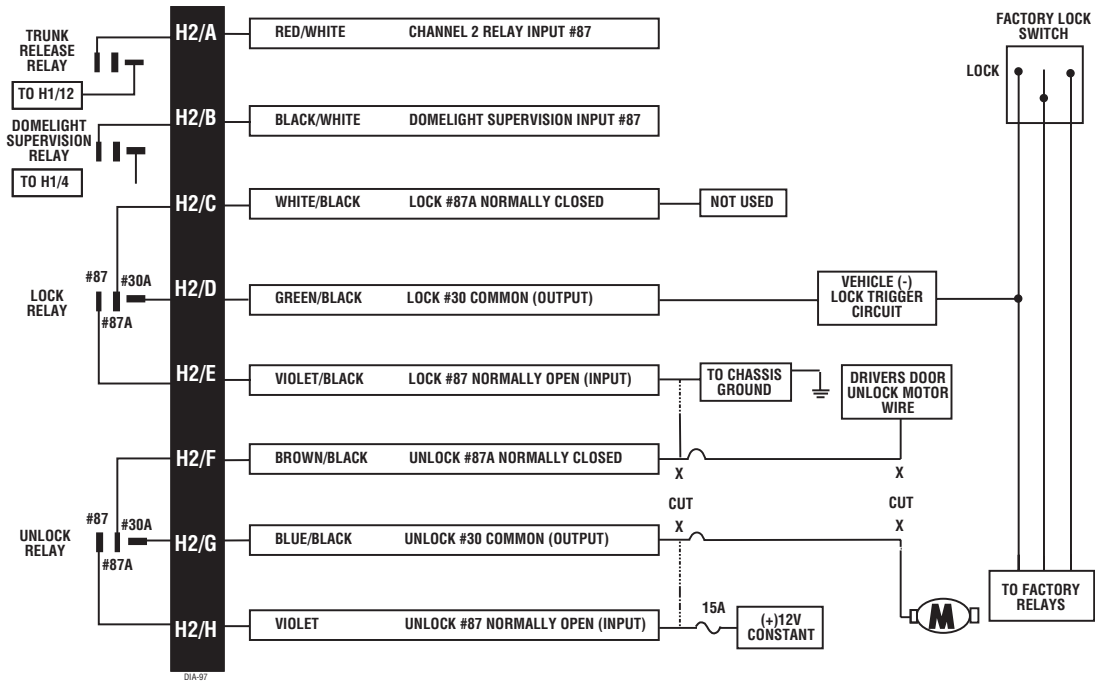 TRUNK
RELEASE
RELAY
TO H1/12
H2/A
RED/WHITE CHANNEL 2 RELAY INPUT #87
FACTORY LOCK
SWITCH
LOCK
DOMELIGHT
SUPERVISION
RELAY
TO H1/4
H2/B
BLACK/WHITE DOMELIGHT SUPERVISION INPUT #87
H2/C
WHITE/BLACK LOCK #87A NORMALLY CLOSED
NOT USED
LOCK
RELAY
#87 #30A
#87A
H2/D
GREEN/BLACK LOCK #30 COMMON (OUTPUT)
VEHICLE (-)
LOCK TRIGGER
CIRCUIT
H2/E
VIOLET/BLACK LOCK #87 NORMALLY OPEN (INPUT)
TO CHASSIS
GROUND
DRIVERS DOOR
UNLOCK MOTOR
WIRE
H2/F
BROWN/BLACK UNLOCK #87A NORMALLY CLOSED
X X
CUT CUT
X X
UNLOCK
RELAY
#87 #30A
#87A
H2/G
BLUE/BLACK UNLOCK #30 COMMON (OUTPUT)
H2/H
VIOLET UNLOCK #87 NORMALLY OPEN (INPUT)
15A
(+)12V
CONSTANT
M
TO FACTORY
RELAYS
DIA-97